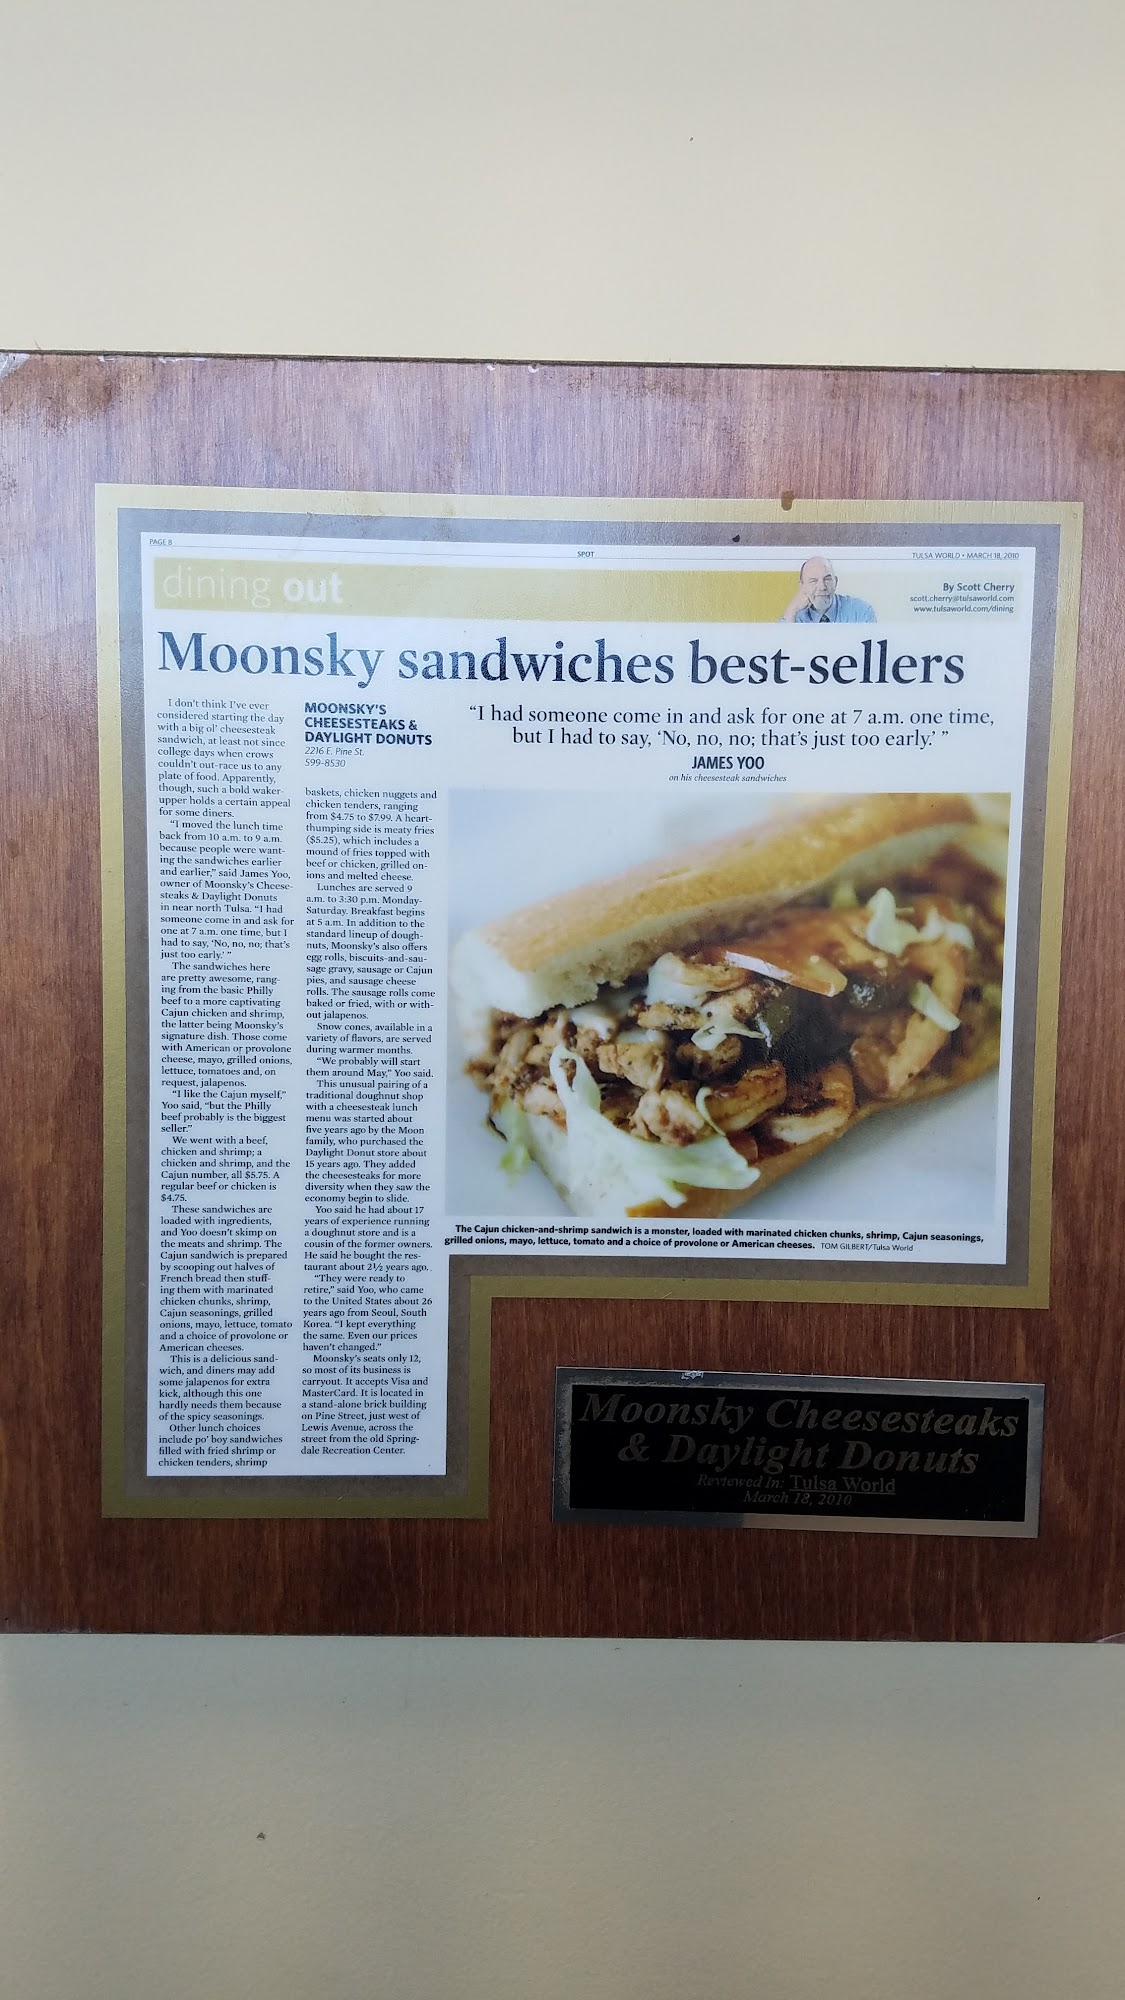 PAGE 8
SPOT
TULSA WORLD • MARCH 18, 2010
dining out
By Scott Cherry
scott.cherry@tulsaworld.com
www.tulsaworld.com/dining
Moonsky sandwiches best-sellers
I don't think I've ever
considered starting the day
with a big ol' cheesesteak
sandwich, at least not since
college days when crows
couldn't out-race us to any
plate of food. Apparently,
though, such a bold waker-
upper holds a certain appeal
for some diners.
"I moved the lunch time
back from 10 a.m. to 9 a.m.
because people were want-
ing the sandwiches earlier
and earlier," said James Yoo,
owner of Moonsky's Cheese-
steaks & Daylight Donuts
in near north Tulsa. "I had
someone come in and ask for
one at 7 a.m. one time, but I
had to say, 'No, no, no; that's
just too early.' "
The sandwiches here
are pretty awesome, rang-
ing from the basic Philly
beef to a more captivating
Cajun chicken and shrimp,
the latter being Moonsky's
signature dish. Those come
with American or provolone
cheese, mayo, grilled onions,
lettuce, tomatoes and, on
request, jalapenos.
"I like the Cajun myself,"
Yoo said, "but the Philly
beef probably is the biggest
seller."
We went with a beef,
chicken and shrimp; a
chicken and shrimp, and the
Cajun number, all $5.75. A
regular beef or chicken is
$4.75.
These sandwiches are
loaded with ingredients,
and Yoo doesn't skimp on
the meats and shrimp. The
Cajun sandwich is prepared
by scooping out halves of
French bread then stuff-
ing them with marinated
chicken chunks, shrimp,
Cajun seasonings, grilled
onions, mayo, lettuce, tomato
and a choice of provolone or
American cheeses.
This is a delicious sand-
wich, and diners may add
some jalapenos for extra
kick, although this one
hardly needs them because
of the spicy seasonings.
Other lunch choices
include po' boy sandwiches
filled with fried shrimp or
chicken tenders, shrimp
MOONSKY'S
CHEESESTEAKS &
DAYLIGHT DONUTS
2216 E. Pine St.
599-8530
baskets, chicken nuggets and
chicken tenders, ranging
from $4.75 to $7.99. A heart-
thumping side is meaty fries
($5.25), which includes a
mound of fries topped with
beef or chicken, grilled on-
ions and melted cheese.
Lunches are served 9
a.m. to 3:30 p.m. Monday-
Saturday. Breakfast begins
at 5 a.m. In addition to the
standard lineup of dough-
nuts, Moonsky's also offers
egg rolls, biscuits-and-sau-
sage gravy, sausage or Cajun
pies, and sausage cheese
rolls. The sausage rolls come
baked or fried, with or with-
out jalapenos.
Snow cones, available in a
variety of flavors, are served
during warmer months.
"We probably will start
them around May," Yoo said.
This unusual pairing of a
traditional doughnut shop
with a cheesesteak lunch
menu was started about
five years ago by the Moon
family, who purchased the
Daylight Donut store about
15 years ago. They added
the cheesesteaks for more
diversity when they saw the
economy begin to slide.
Yoo said he had about 17
years of experience running
a doughnut store and is a
cousin of the former owners.
He said he bought the res-
taurant about 2½ years ago.
"They were ready to
retire," said Yoo, who came
to the United States about 26
years ago from Seoul, South
Korea. "I kept everything
the same. Even our prices
haven't changed."
Moonsky's seats only 12,
so most of its business is
carryout. It accepts Visa and
MasterCard. It is located in
a stand-alone brick building
on Pine Street, just west of
Lewis Avenue, across the
street from the old Spring-
dale Recreation Center.
"I had someone come in and ask for one at 7 a.m. one time,
but I had to say, 'No, no, no; that's just too early.' "
JAMES YOO
on his cheesesteak sandwiches
The Cajun chicken-and-shrimp sandwich is a monster, loaded with marinated chicken chunks, shrimp, Cajun seasonings,
grilled onions, mayo, lettuce, tomato and a choice of provolone or American cheeses. TOM GILBERT/Tulsa World
Moonsky Cheesesteaks
& Daylight Donuts
Reviewed In: Tulsa World
March 18, 2010